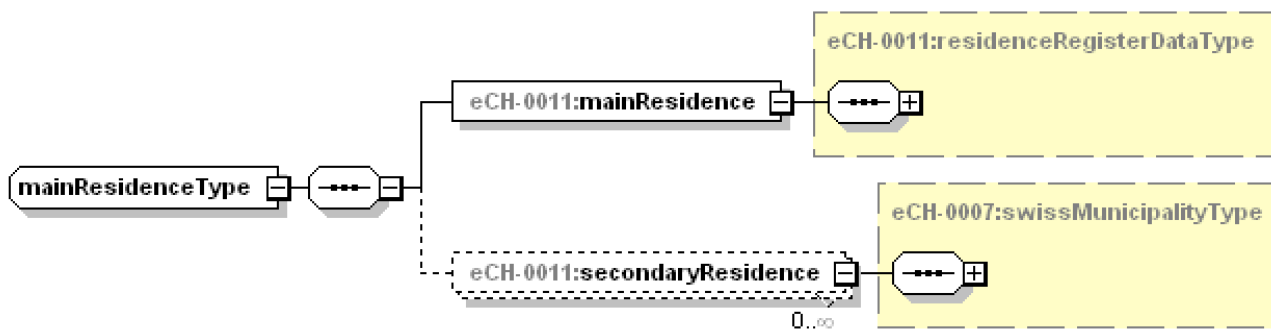 eCH-0011:residenceRegisterDataType
eCH-0011:mainResidence
mainResidenceType
eCH-0007:swissMunicipalityType
eCH-0011:secondaryResidence
0..∞